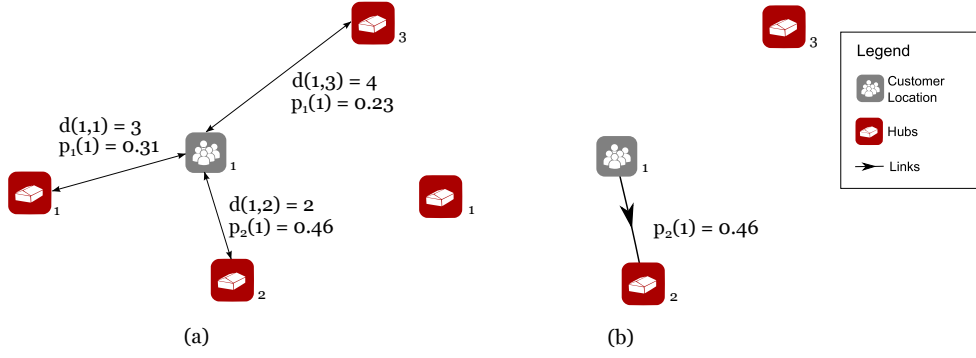 3
d(1,3) = 4
p₁(1) = 0.23
d(1,1) = 3
p₁(1) = 0.31
1
1
d(1,2) = 2
p₂(1) = 0.46
2
(a)
3
1
1
p₂(1) = 0.46
2
(b)
Legend
Customer
Location
Hubs
Links